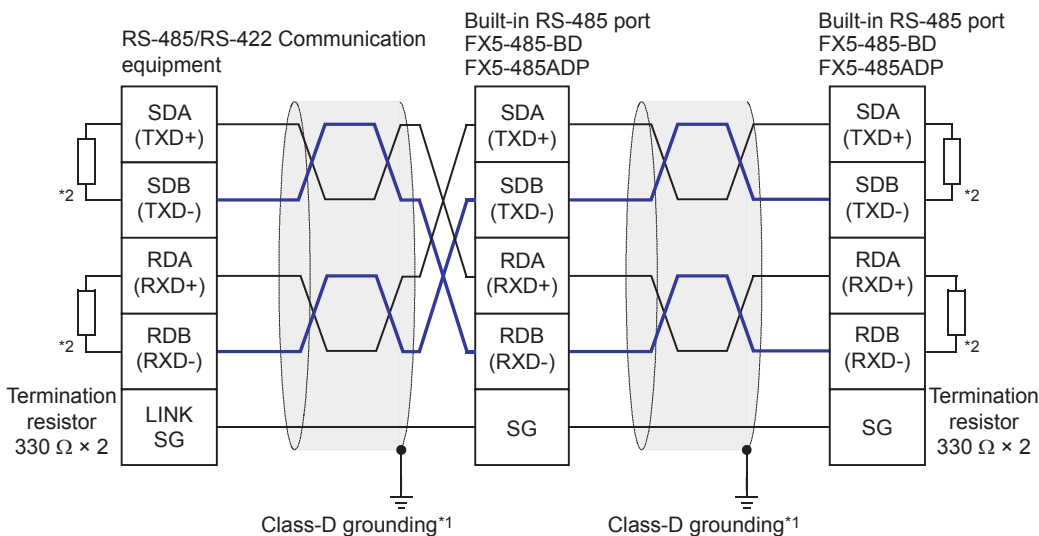 RS-485/RS-422 Communication
equipment
Built-in RS-485 port
FX5-485-BD
FX5-485ADP
Built-in RS-485 port
FX5-485-BD
FX5-485ADP
SDA
(TXD+)
SDB
(TXD-)
RDA
(RXD+)
RDB
(RXD-)
LINK
SG
*2
*2
Termination
resistor
330 Ω × 2
SDA
(TXD+)
SDB
(TXD-)
RDA
(RXD+)
RDB
(RXD-)
SG
SDA
(TXD+)
SDB
(TXD-)
RDA
(RXD+)
RDB
(RXD-)
SG
*2
*2
Termination
resistor
330 Ω × 2
Class-D grounding*1
Class-D grounding*1